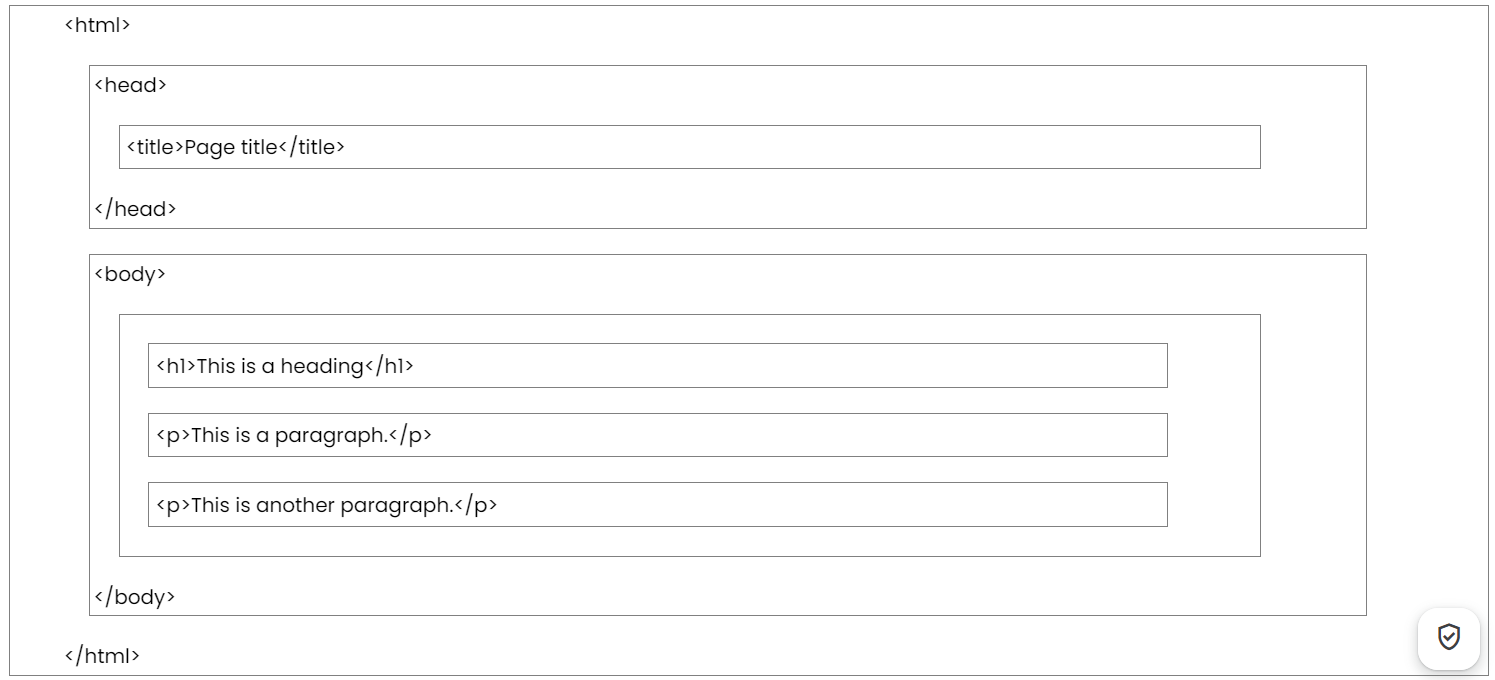 <html>
<head>
<title>Page title</title>
</head>
<body>
<h1>This is a heading</h1>
<p>This is a paragraph.</p>
<p>This is another paragraph.</p>
</body>
</html>